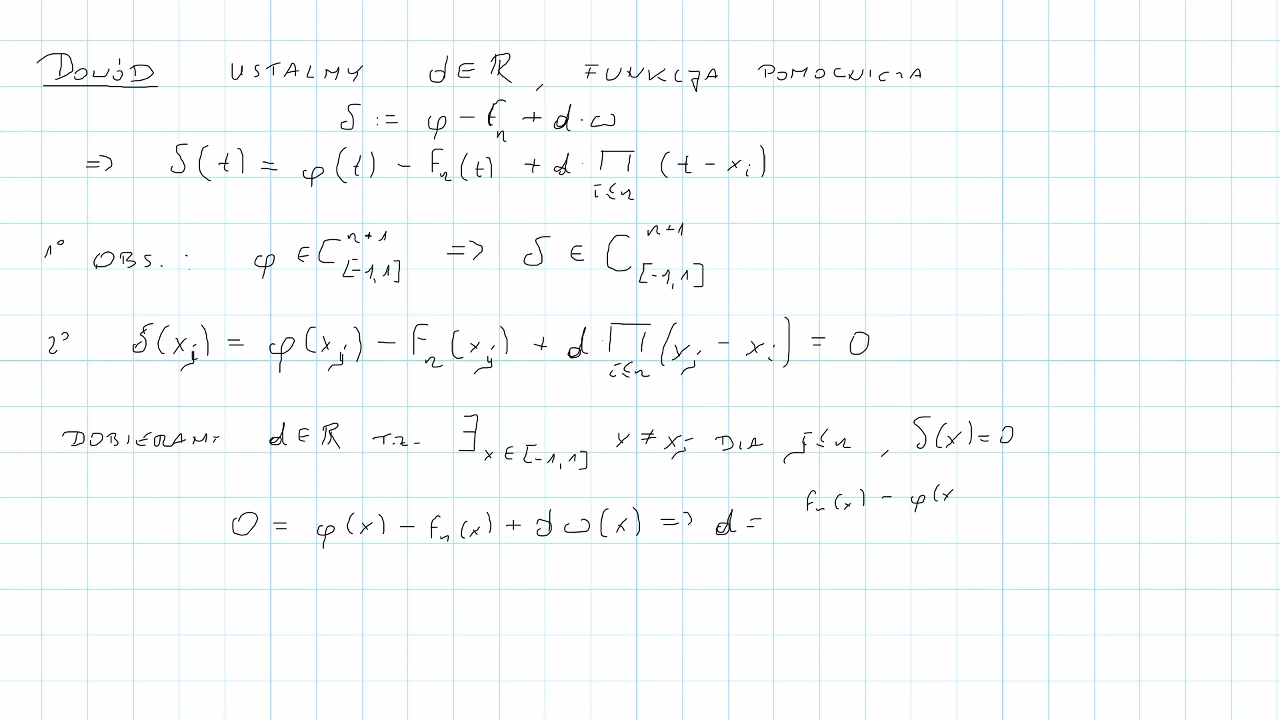 DOWÓD USTALMY d∈ℝ, FUNKCJA POMOCNICZA
δ := φ − F_n + d·ω
=> δ(t) = φ(t) − F_n(t) + d·∏_{i≤n} (t − x_i)
1° OBS.: φ ∈ C^{n+1}_{[-1,1]} => δ ∈ C^{n+1}_{[-1,1]}
2° δ(x_j) = φ(x_j) − F_n(x_j) + d·∏_{i≤n}(x_j − x_i) = 0
DOBIERAMY d∈ℝ T.Ż. ∃_{x∈[-1,1]} x ≠ x_j DLA j≤n, δ(x)=0
0 = φ(x) − F_n(x) + dω(x) => d = F_n(x) − φ(x